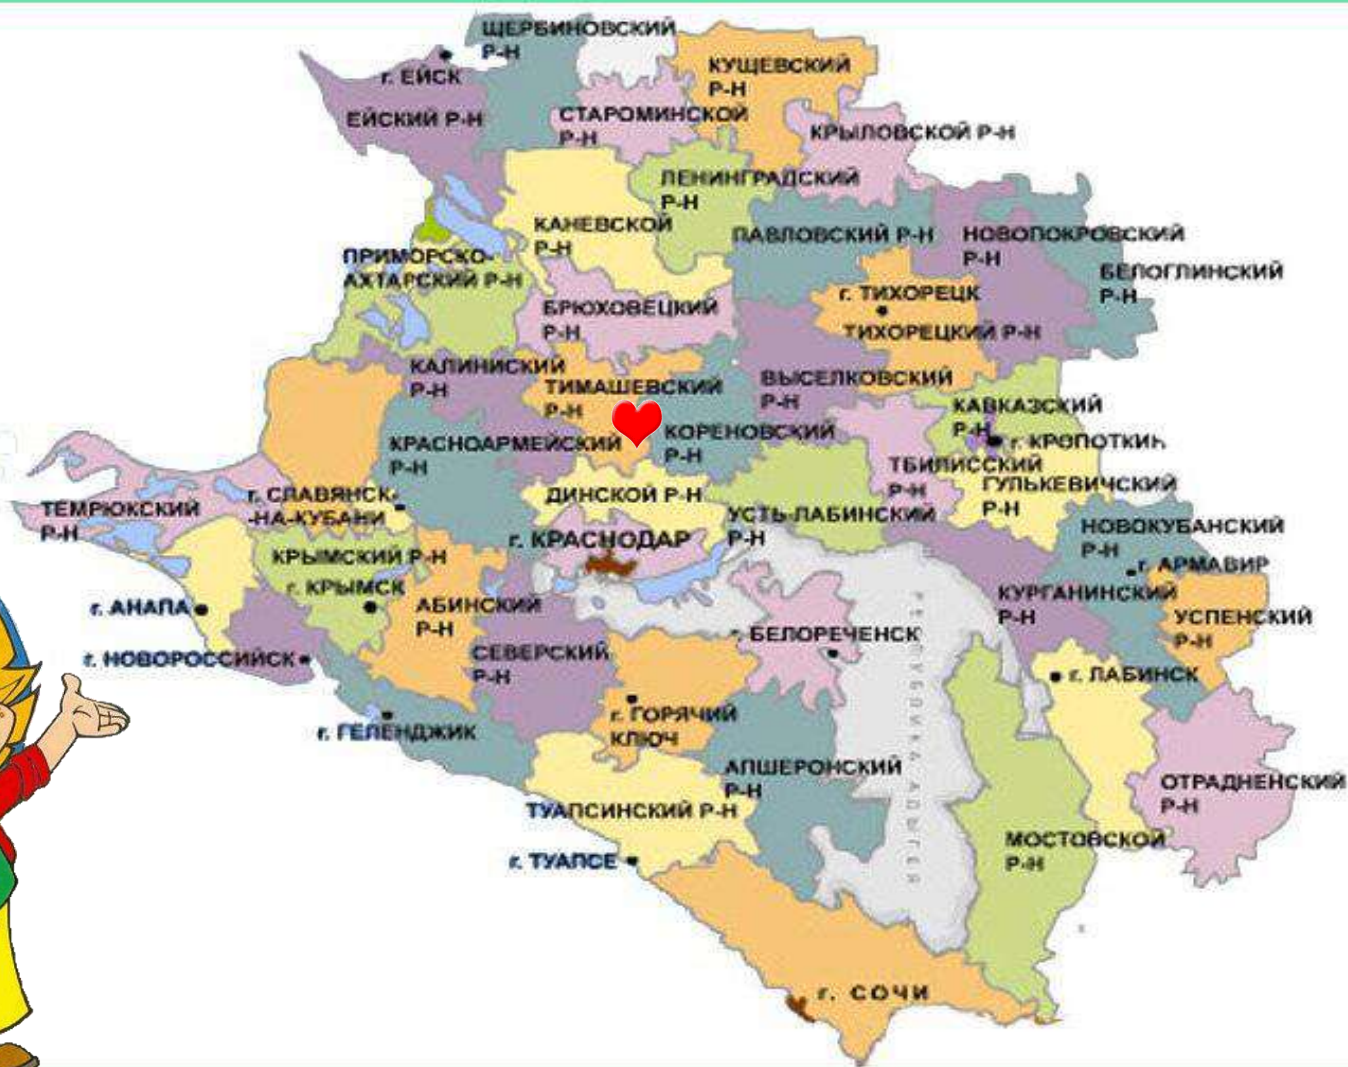 ЩЕРБИНОВСКИЙ
Р-Н
г. ЕЙСК
КУЩЕВСКИЙ
Р-Н
ЕЙСКИЙ Р-Н
СТАРОМИНСКОЙ
Р-Н
КРЫЛОВСКОЙ Р-Н
ЛЕНИНГРАДСКИЙ
Р-Н
КАНЕВСКОЙ
Р-Н
ПАВЛОВСКИЙ Р-Н
НОВОПОКРОВСКИЙ
Р-Н
БЕЛОГЛИНСКИЙ
Р-Н
ПРИМОРСКО-
АХТАРСКИЙ Р-Н
г. ТИХОРЕЦК
БРЮХОВЕЦКИЙ
Р-Н
ТИХОРЕЦКИЙ Р-Н
КАЛИНИСКИЙ
Р-Н
ТИМАШЕВСКИЙ
Р-Н
ВЫСЕЛКОВСКИЙ
Р-Н
КАВКАЗСКИЙ
Р-Н
г. КРОПОТКИН
КРАСНОАРМЕЙСКИЙ
Р-Н
КОРЕНОВСКИЙ
Р-Н
ТБИЛИССКИЙ
Р-Н
ГУЛЬКЕВИЧСКИЙ
Р-Н
ТЕМРЮКСКИЙ
Р-Н
г. СЛАВЯНСК-
-НА-КУБАНИ
ДИНСКОЙ Р-Н
УСТЬ-ЛАБИНСКИЙ
Р-Н
НОВОКУБАНСКИЙ
Р-Н
г. КРАСНОДАР
КРЫМСКИЙ Р-Н
г. АРМАВИР
г. КРЫМСК
г. АНАПА
АБИНСКИЙ
Р-Н
КУРГАНИНСКИЙ
Р-Н
УСПЕНСКИЙ
Р-Н
г. БЕЛОРЕЧЕНСК
г. НОВОРОССИЙСК
СЕВЕРСКИЙ
Р-Н
г. ЛАБИНСК
г. ГОРЯЧИЙ
КЛЮЧ
г. ГЕЛЕНДЖИК
АПШЕРОНСКИЙ
Р-Н
ОТРАДНЕНСКИЙ
Р-Н
ТУАПСИНСКИЙ Р-Н
МОСТОВСКОЙ
Р-Н
г. ТУАПСЕ
г. СОЧИ